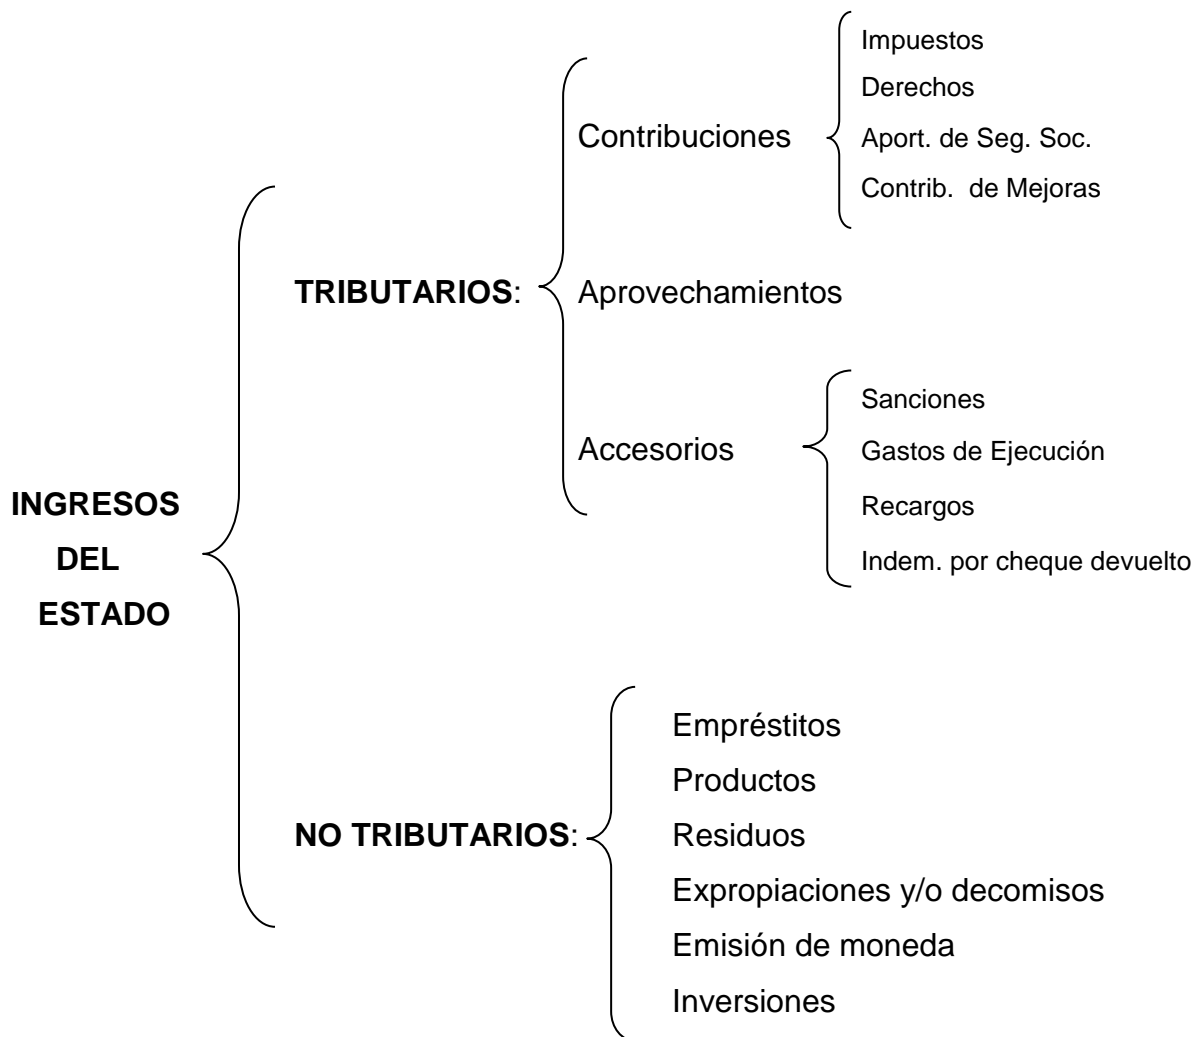 INGRESOS
DEL
ESTADO
TRIBUTARIOS:
Contribuciones
Impuestos
Derechos
Aport. de Seg. Soc.
Contrib.  de Mejoras
Aprovechamientos
Accesorios
Sanciones
Gastos de Ejecución
Recargos
Indem. por cheque devuelto
NO TRIBUTARIOS:
Empréstitos
Productos
Residuos
Expropiaciones y/o decomisos
Emisión de moneda
Inversiones